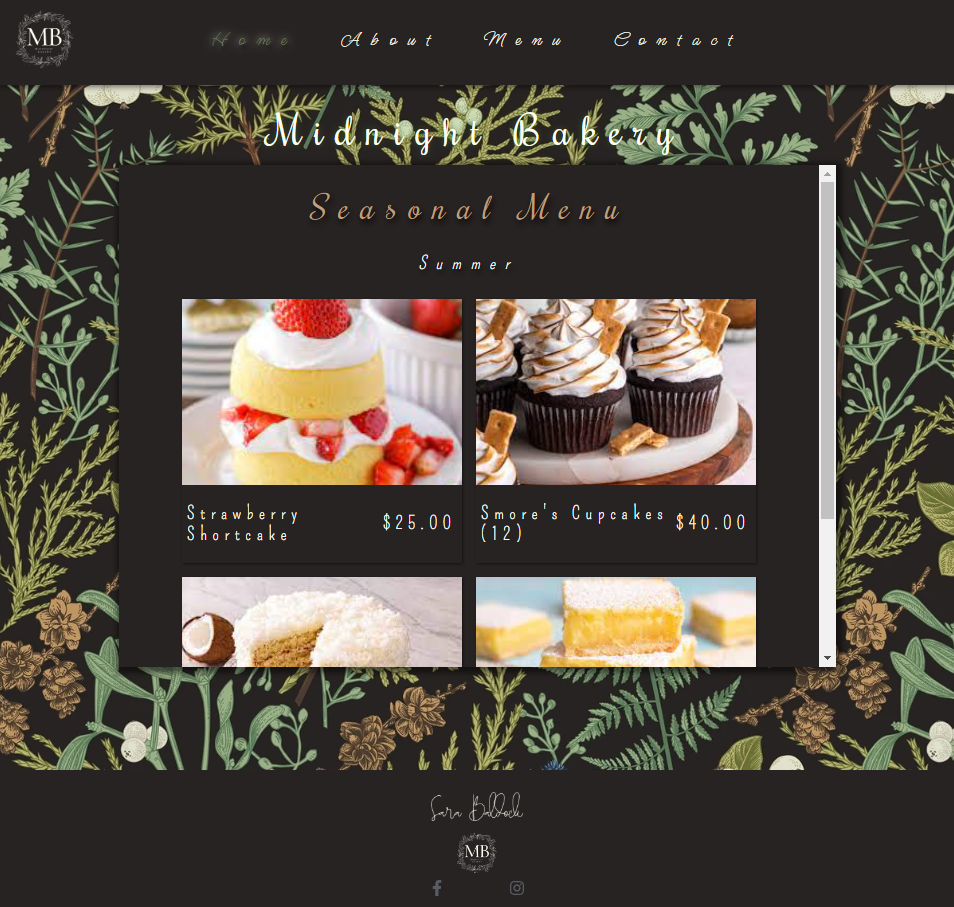 MB
Home About Menu Contact
Midnight Bakery
Seasonal Menu
Summer
Strawberry
Shortcake
$25.00
Smore's Cupcakes
(12)
$40.00
Sara Baldock
MB